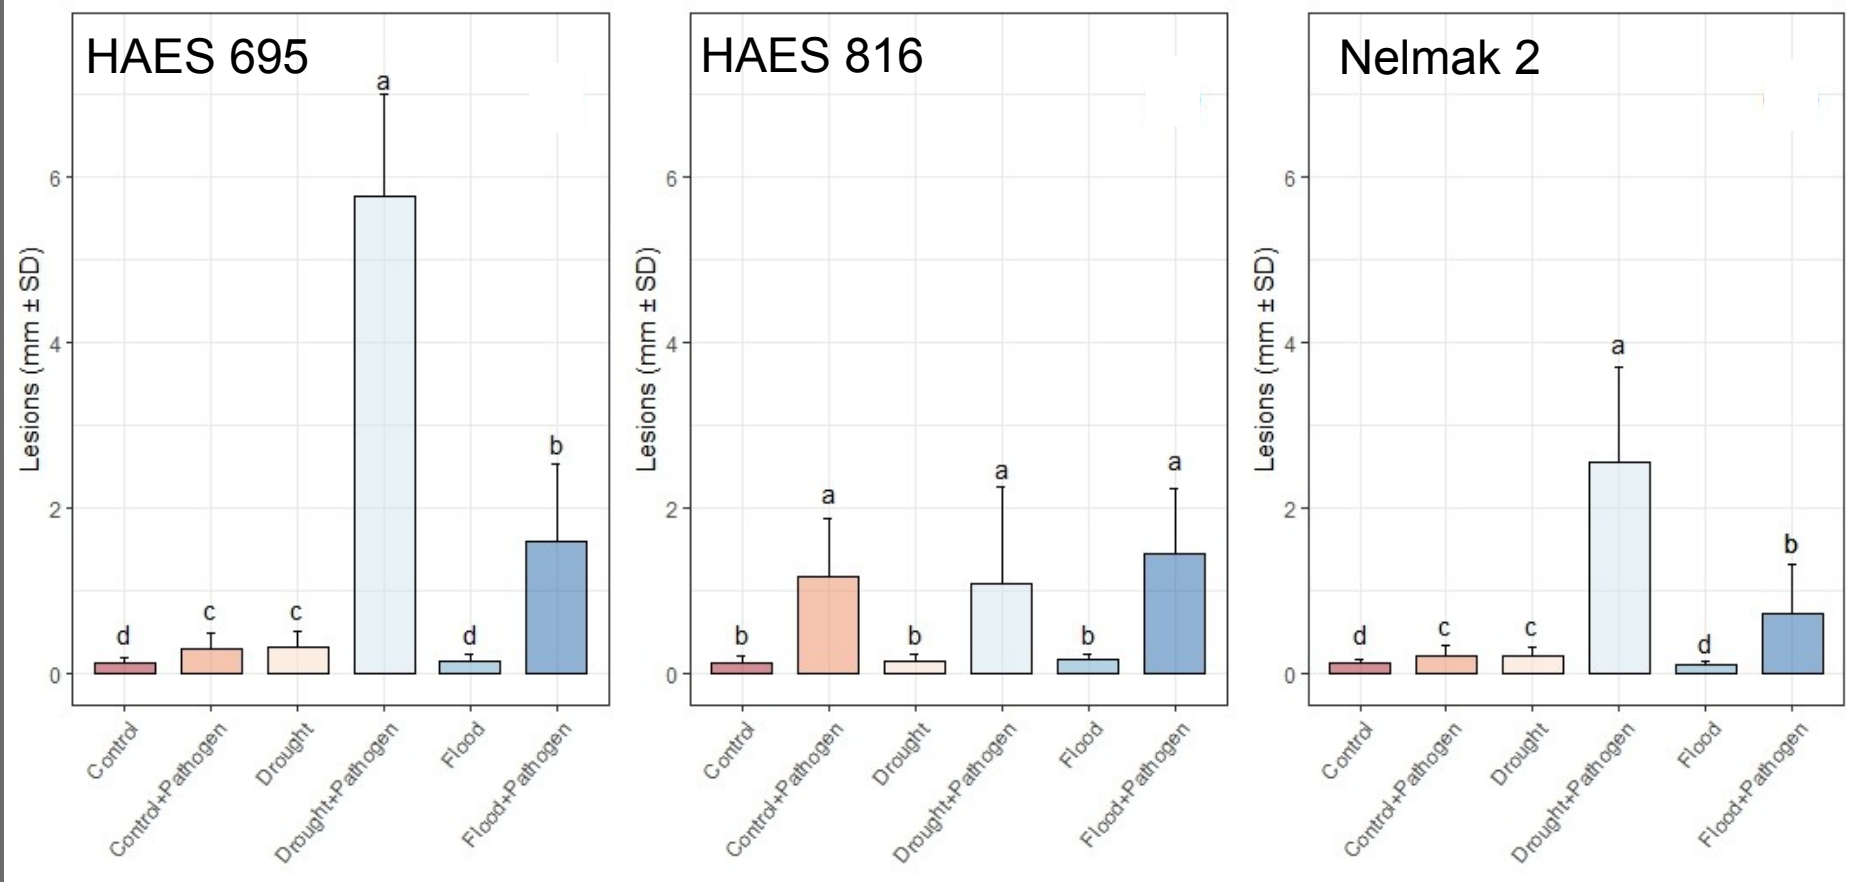 HAES 695
Lesions (mm ± SD)
6
4
2
0
d
c
c
a
d
b
Control
Control+Pathogen
Drought
Drought+Pathogen
Flood
Flood+Pathogen
HAES 816
Lesions (mm ± SD)
6
4
2
0
b
a
b
a
b
a
Control
Control+Pathogen
Drought
Drought+Pathogen
Flood
Flood+Pathogen
Nelmak 2
Lesions (mm ± SD)
6
4
2
0
d
c
c
a
d
b
Control
Control+Pathogen
Drought
Drought+Pathogen
Flood
Flood+Pathogen